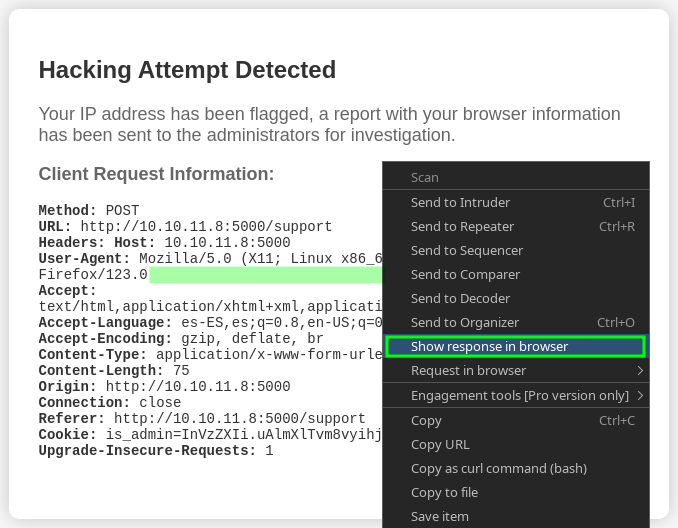 Hacking Attempt Detected
Your IP address has been flagged, a report with your browser information
has been sent to the administrators for investigation.
Client Request Information:
Method: POST
URL: http://10.10.11.8:5000/support
Headers: Host: 10.10.11.8:5000
User-Agent: Mozilla/5.0 (X11; Linux x86_6
Firefox/123.0
Accept:
text/html,application/xhtml+xml,applicati
Accept-Language: es-ES,es;q=0.8,en-US;q=0
Accept-Encoding: gzip, deflate, br
Content-Type: application/x-www-form-urle
Content-Length: 75
Origin: http://10.10.11.8:5000
Connection: close
Referer: http://10.10.11.8:5000/support
Cookie: is_admin=InVzZXIi.uAlmXlTvm8vyihj
Upgrade-Insecure-Requests: 1
Scan
Send to Intruder Ctrl+I
Send to Repeater Ctrl+R
Send to Sequencer
Send to Comparer
Send to Decoder
Send to Organizer Ctrl+O
Show response in browser
Request in browser
Engagement tools [Pro version only]
Copy Ctrl+C
Copy URL
Copy as curl command (bash)
Copy to file
Save item